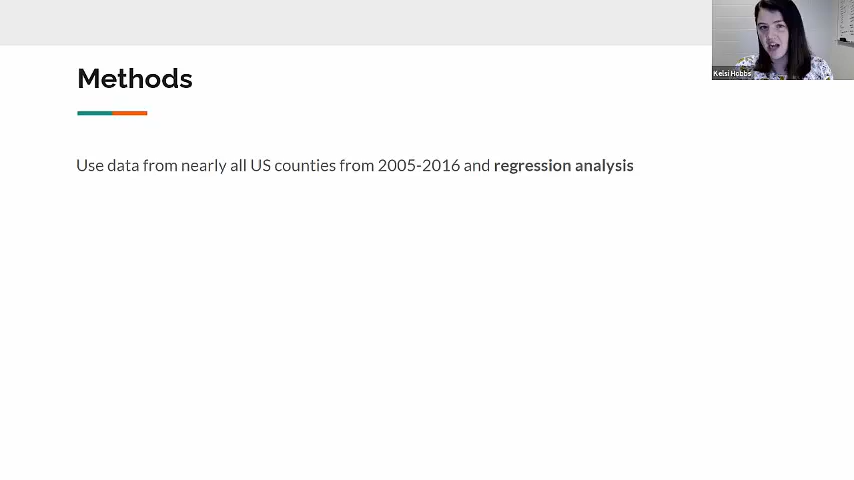 Kelsi Hobbs
Methods
Use data from nearly all US counties from 2005-2016 and regression analysis